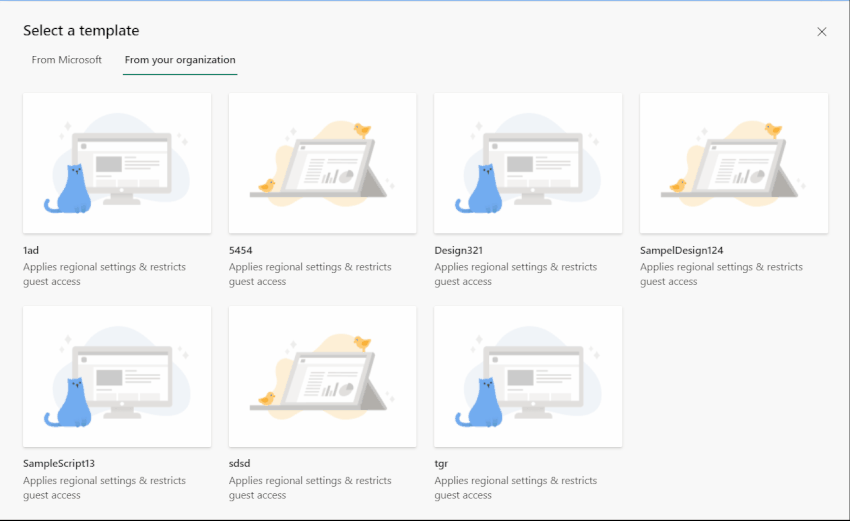 Select a template
From Microsoft
From your organization
1ad
Applies regional settings & restricts
guest access
5454
Applies regional settings & restricts
guest access
Design321
Applies regional settings & restricts
guest access
SampelDesign124
Applies regional settings & restricts
guest access
SampleScript13
Applies regional settings & restricts
guest access
sdsd
Applies regional settings & restricts
guest access
tgr
Applies regional settings & restricts
guest access